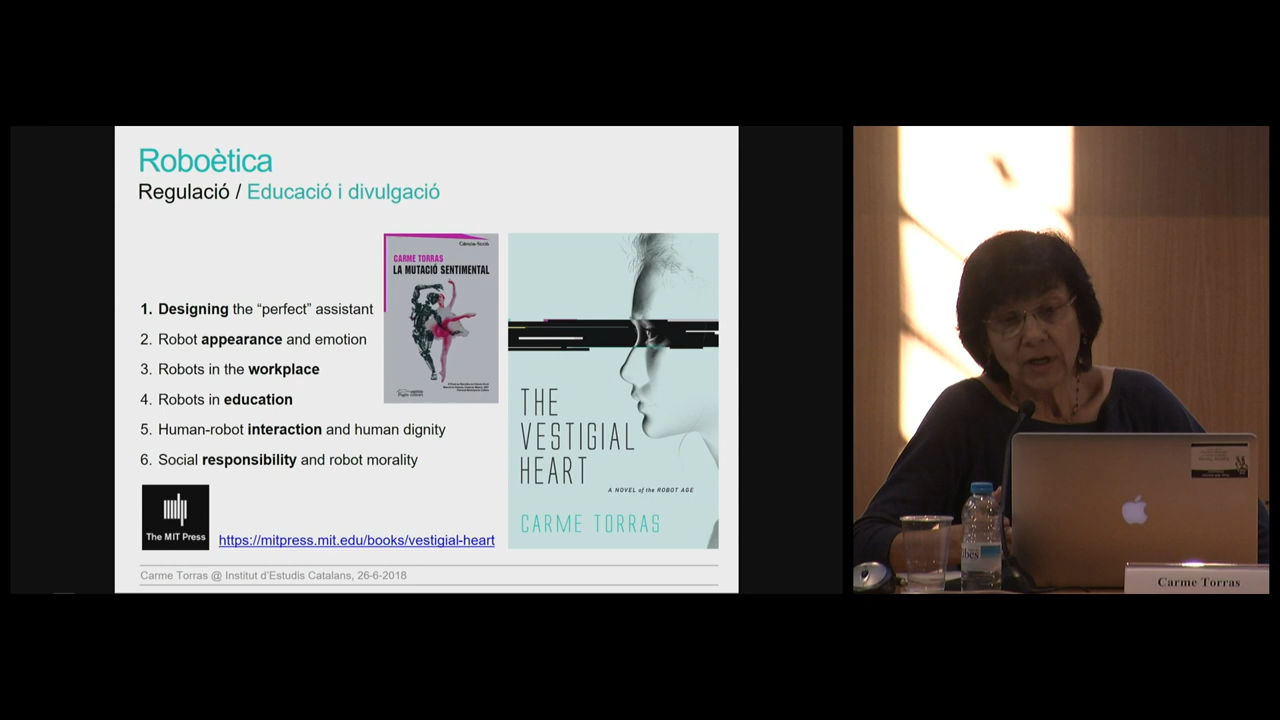 Roboètica
Regulació / Educació i divulgació
1. Designing the “perfect” assistant
2. Robot appearance and emotion
3. Robots in the workplace
4. Robots in education
5. Human-robot interaction and human dignity
6. Social responsibility and robot morality
CARME TORRAS
LA MUTACIÓ SENTIMENTAL
THE
VESTIGIAL
HEART
A NOVEL of the ROBOT AGE
CARME TORRAS
The MIT Press
https://mitpress.mit.edu/books/vestigial-heart
Carme Torras @ Institut d’Estudis Catalans, 26-6-2018
Carme Torras